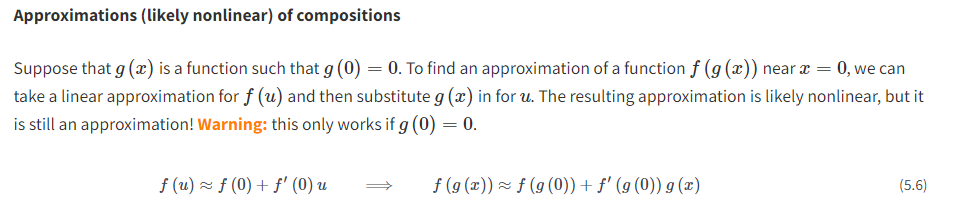 Approximations (likely nonlinear) of compositions
Suppose that g (x) is a function such that g (0) = 0. To find an approximation of a function f (g (x)) near x = 0, we can
take a linear approximation for f (u) and then substitute g (x) in for u. The resulting approximation is likely nonlinear, but it
is still an approximation! Warning: this only works if g (0) = 0.
f (u) ≈ f (0) + f′ (0) u ⟹ f (g (x)) ≈ f (g (0)) + f′ (g (0)) g (x) (5.6)